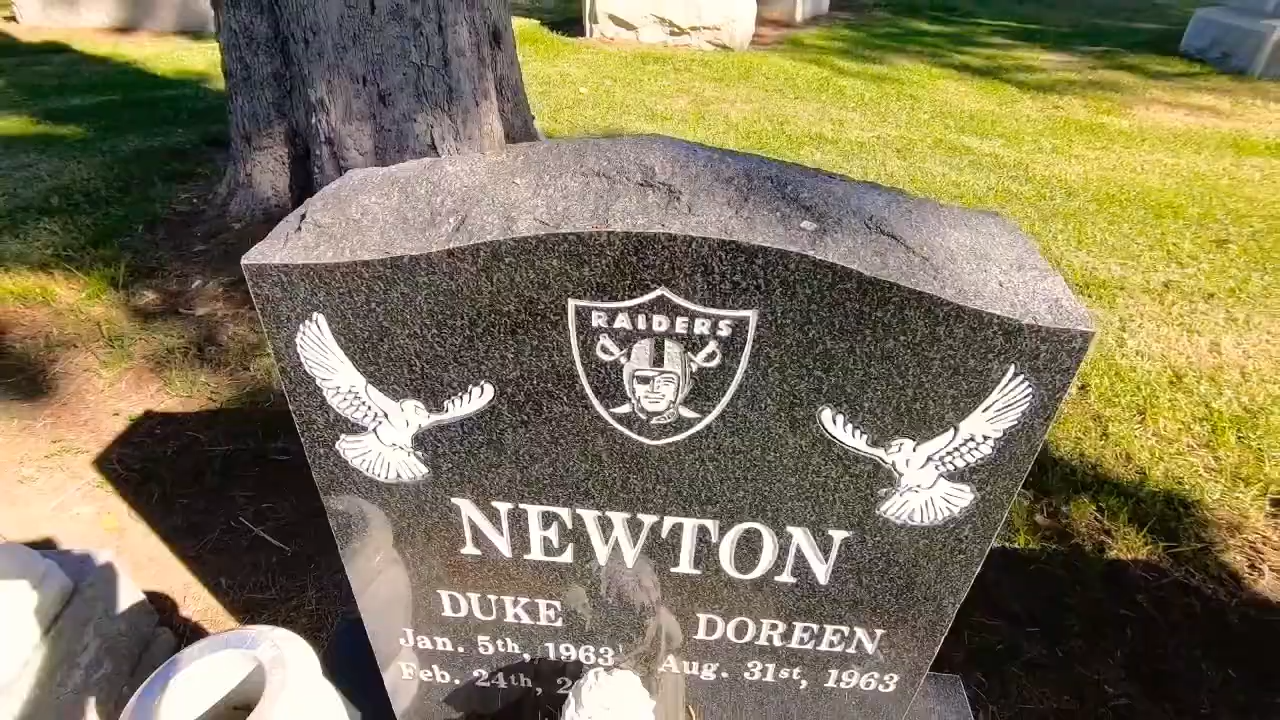 RAIDERS
NEWTON
DUKE DOREEN
Jan. 5th, 1963 Aug. 31st, 1963
Feb. 24th,